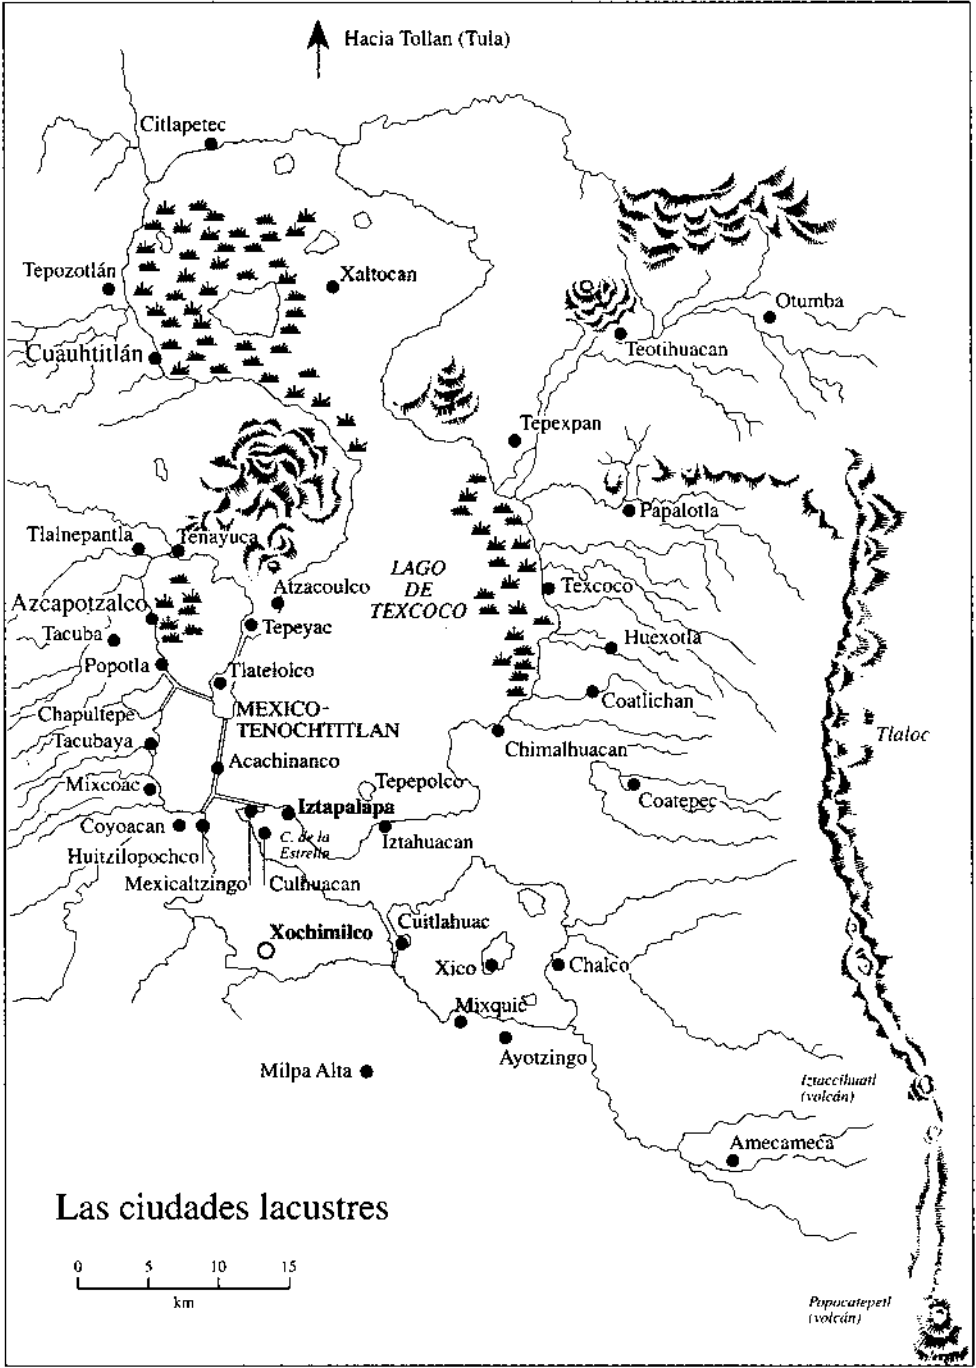 Hacia Tollan (Tula)
Citlapetec
Tepozotlán
Xaltocan
Otumba
Cuauhtitlán
Teotihuacan
Tepexpan
Papalotla
Tlalnepantla
Tenayuca
LAGO
DE
TEXCOCO
Atzacoulco
Texcoco
Azcapotzalco
Tepeyac
Tacuba
Huexotla
Popotla
Tlatelolco
Coatlichan
Chapultepe
MEXICO-
TENOCHTITLAN
Tlaloc
Tacubaya
Chimalhuacan
Acachinanco
Mixcoac
Tepepolco
Coatepec
Iztapalapa
Coyoacan
C. de la
Estrella
Iztahuacan
Huitzilopochco
Mexicaltzingo
Culhuacan
Cuitlahuac
Xochimilco
Xico
Chalco
Mixquic
Ayotzingo
Milpa Alta
Iztaccihuatl
(volcán)
Amecameca
Las ciudades lacustres
0 5 10 15
km
Popocatepetl
(volcán)